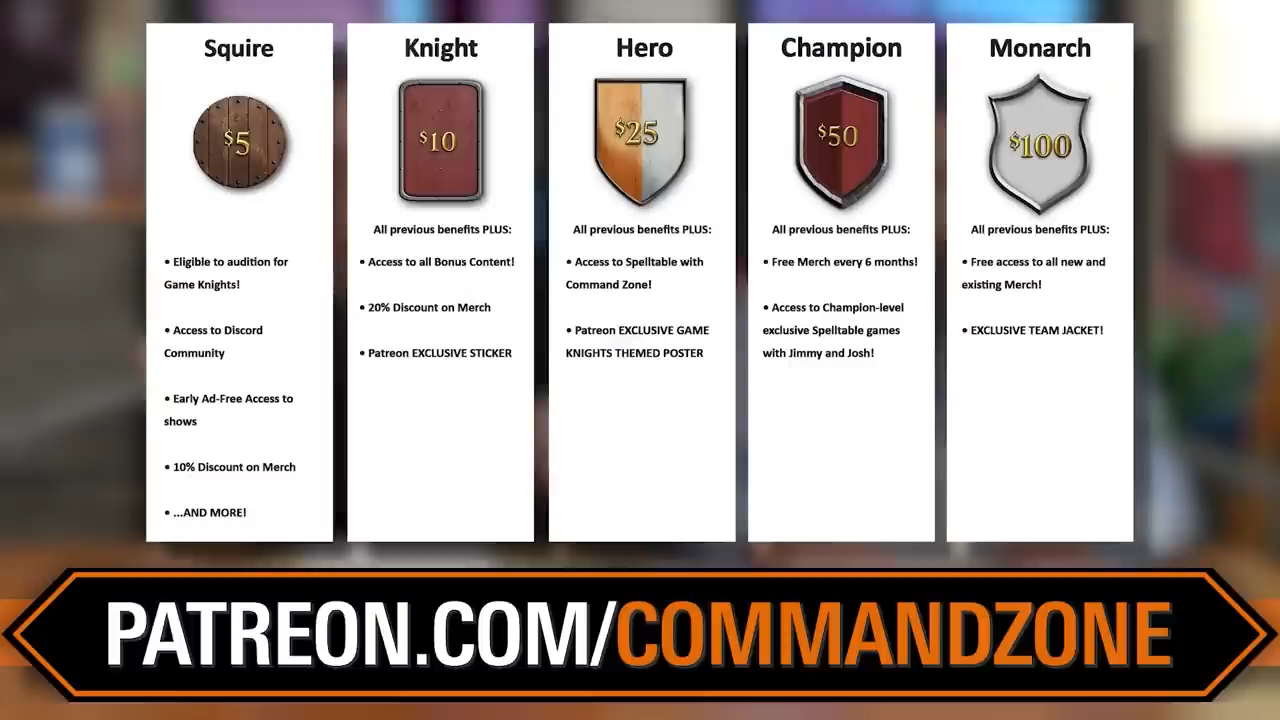 Squire
$5
• Eligible to audition for
Game Knights!
• Access to Discord
Community
• Early Ad-Free Access to
shows
• 10% Discount on Merch
• ...AND MORE!
Knight
$10
All previous benefits PLUS:
• Access to all Bonus Content!
• 20% Discount on Merch
• Patreon EXCLUSIVE STICKER
Hero
$25
All previous benefits PLUS:
• Access to Spelltable with
Command Zone!
• Patreon EXCLUSIVE GAME
KNIGHTS THEMED POSTER
Champion
$50
All previous benefits PLUS:
• Free Merch every 6 months!
• Access to Champion-level
exclusive Spelltable games
with Jimmy and Josh!
Monarch
$100
All previous benefits PLUS:
• Free access to all new and
existing Merch!
• EXCLUSIVE TEAM JACKET!
PATREON.COM/COMMANDZONE